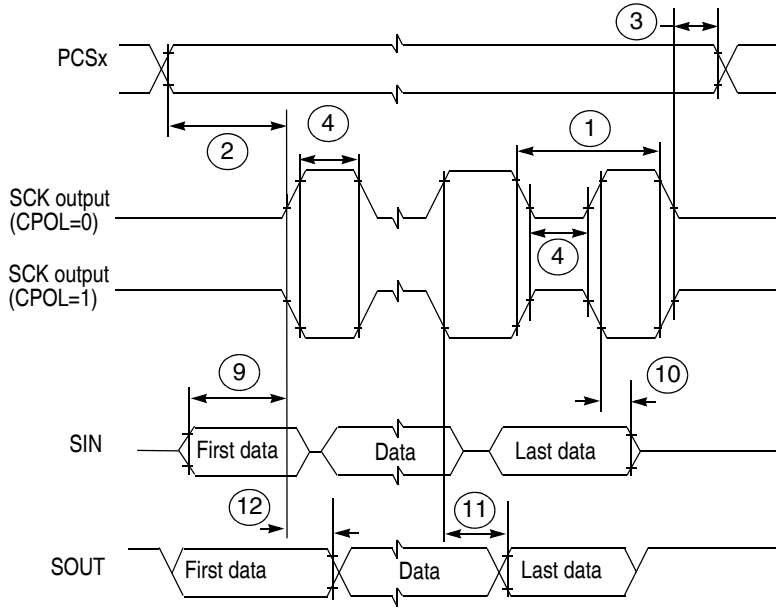 3
PCSx
2
4
1
SCK output
(CPOL=0)
4
SCK output
(CPOL=1)
9
10
SIN
First data
Data
Last data
12
11
SOUT
First data
Data
Last data